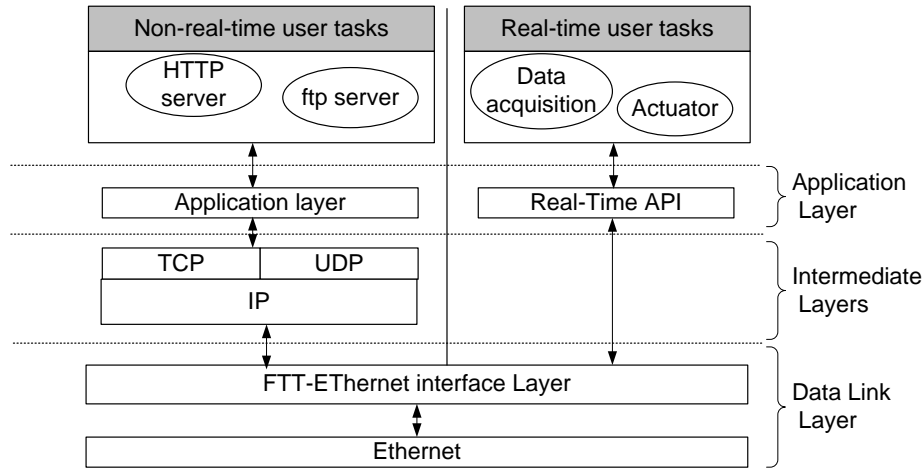 Non-real-time user tasks
HTTP
server
ftp server
Real-time user tasks
Data
acquisition
Actuator
Application layer
Real-Time API
Application
Layer
TCP
UDP
IP
Intermediate
Layers
FTT-EThernet interface Layer
Ethernet
Data Link
Layer